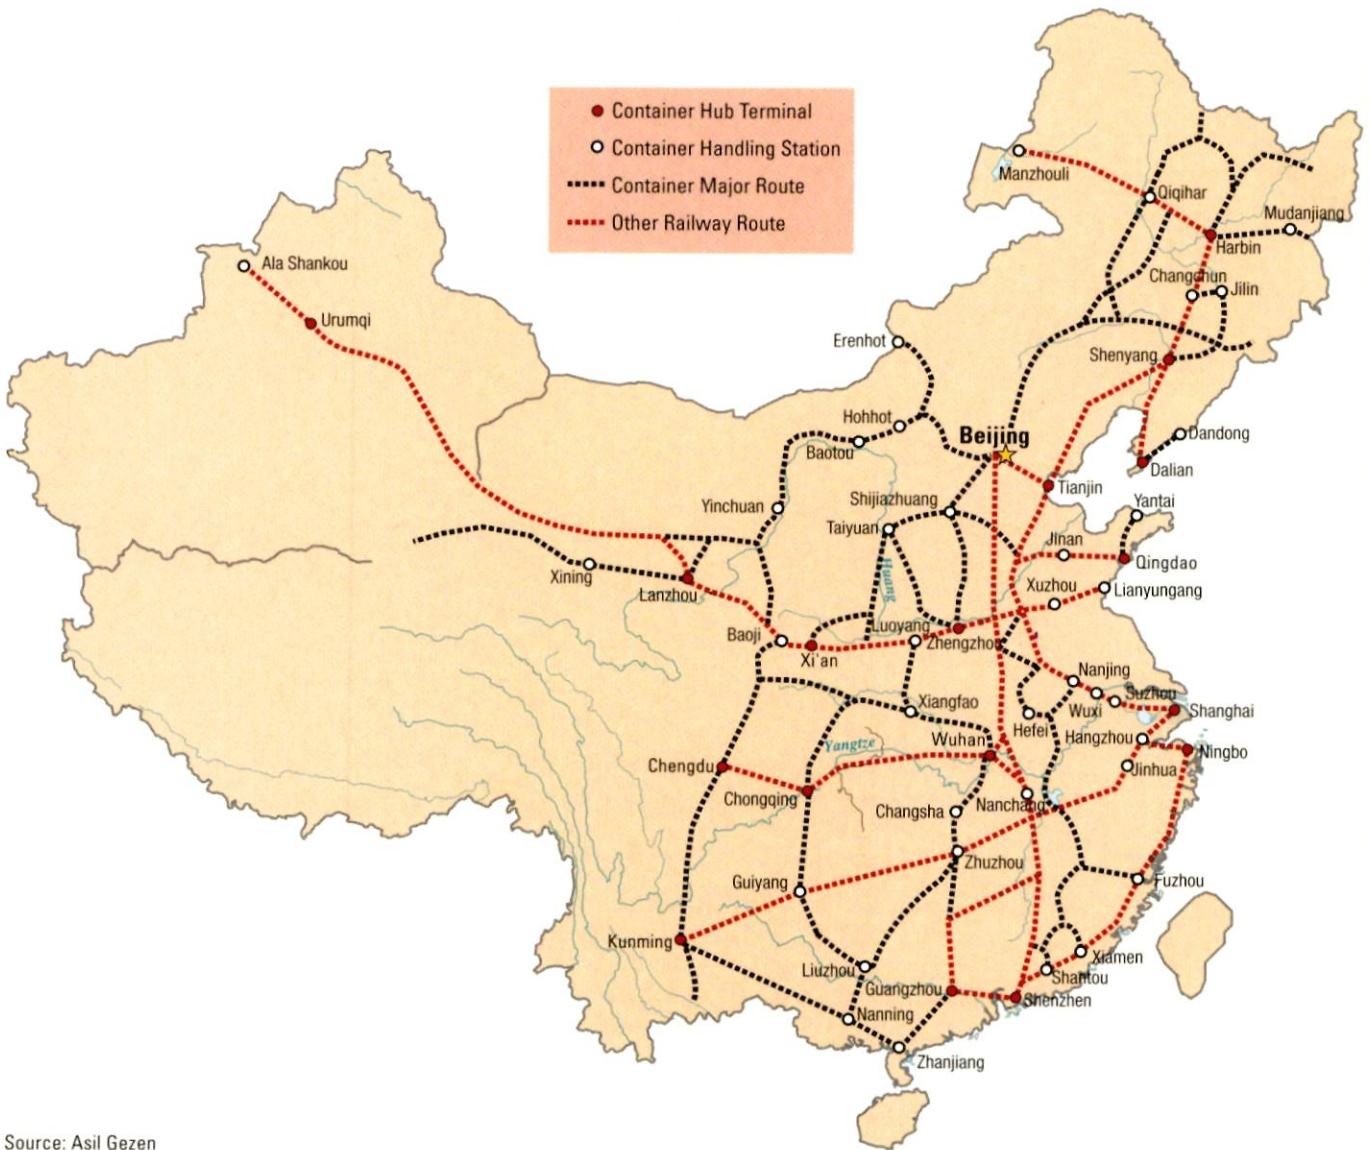 Container Hub Terminal
Container Handling Station
Container Major Route
Other Railway Route
Manzhouli
Qiqihar
Mudanjiang
Harbin
Ala Shankou
Changchun
Jilin
Urumqi
Erenhot
Shenyang
Hohhot
Beijing
Dandong
Baotou
Dalian
Tianjin
Yinchuan
Shijiazhuang
Yantai
Taiyuan
Jinan
Qingdao
Xining
Huang
Xuzhou
Lianyungang
Lanzhou
Baoji
Luoyang
Zhengzhou
Xi'an
Nanjing
Suzhou
Xiangfao
Wuxi
Shanghai
Hefei
Wuhan
Hangzhou
Yangtze
Ningbo
Chengdu
Jinhua
Chongqing
Nanchang
Changsha
Zhuzhou
Guiyang
Fuzhou
Kunming
Xiamen
Liuzhou
Shantou
Guangzhou
Shenzhen
Nanning
Zhanjiang
Source: Asil Gezen